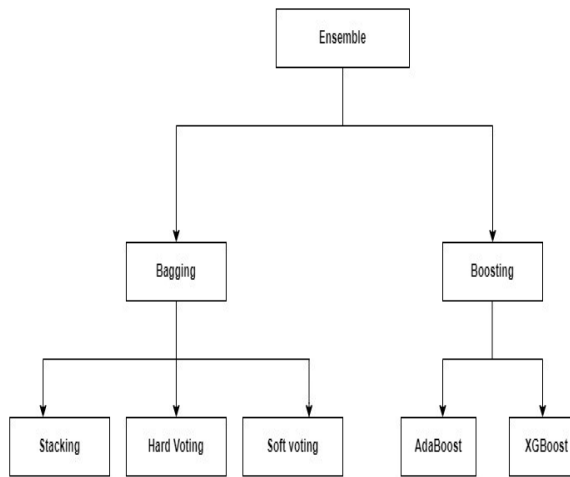 Ensemble
Bagging
Boosting
Stacking
Hard Voting
Soft voting
AdaBoost
XGBoost